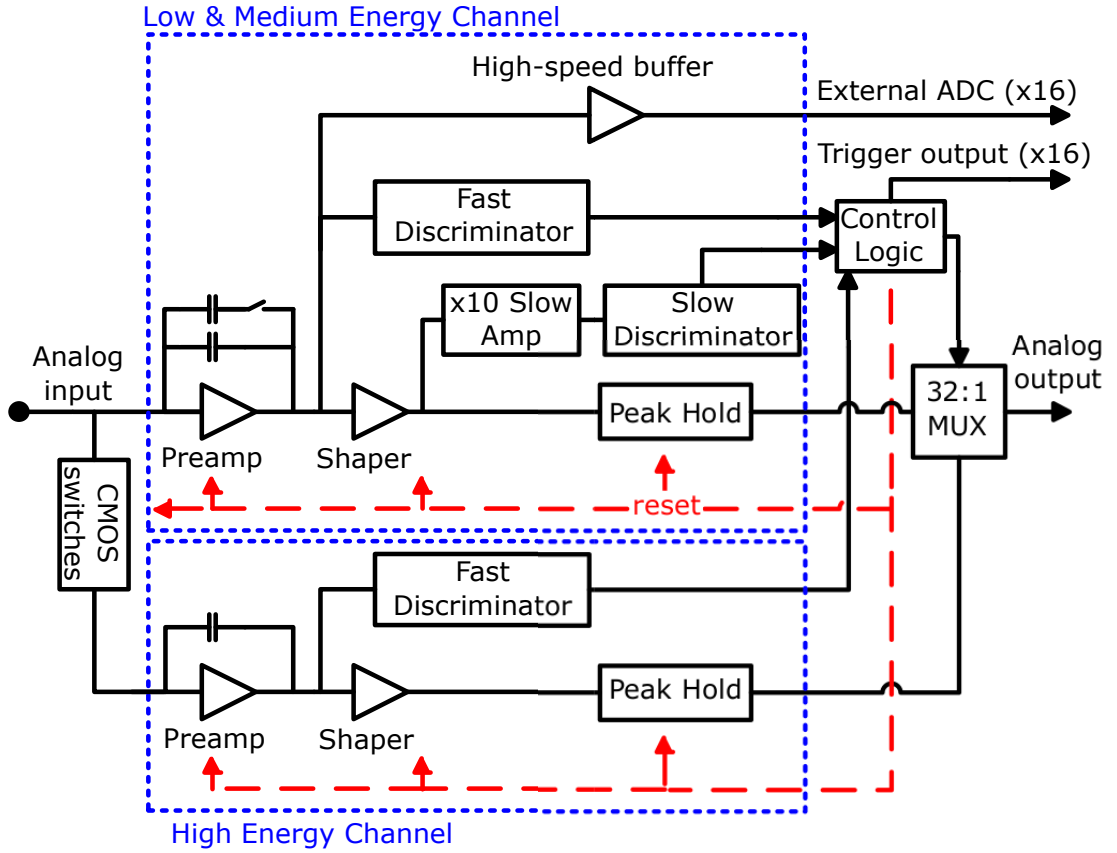 Low & Medium Energy Channel
High-speed buffer
External ADC (x16)
Trigger output (x16)
Fast
Discriminator
Control
Logic
x10 Slow
Amp
Slow
Discriminator
Analog
input
Analog
output
32:1
MUX
Peak Hold
Preamp
Shaper
reset
CMOS
switches
Fast
Discriminator
Peak Hold
Preamp
Shaper
High Energy Channel